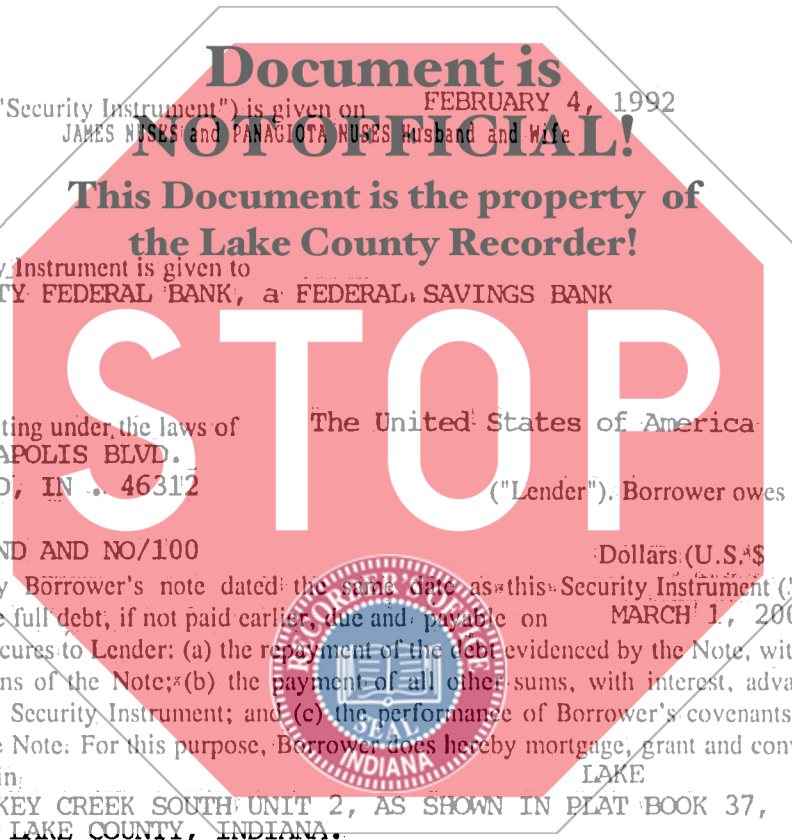 Document is
"Security Instrument") is given on FEBRUARY 4, 1992
JAMES NUSES and PANAGIOTA NUSES Husband and Wife
NOT OFFICIAL!
This Document is the property of
the Lake County Recorder!
Instrument is given to
TY FEDERAL BANK, a FEDERAL SAVINGS BANK
STOP
ting under the laws of The United States of America
APOLIS BLVD.
D, IN . 46312 ("Lender"). Borrower owes
ND AND NO/100 Dollars (U.S. $
y Borrower's note dated the same date as this Security Instrument ("
e full debt, if not paid earlier, due and payable on MARCH 1, 200
cures to Lender: (a) the repayment of the debt evidenced by the Note, wit
ns of the Note; (b) the payment of all other sums, with interest, adva
Security Instrument; and (c) the performance of Borrower's covenants
e Note. For this purpose, Borrower does hereby mortgage, grant and con
in LAKE
KEY CREEK SOUTH UNIT 2, AS SHOWN IN PLAT BOOK 37,
LAKE COUNTY, INDIANA.
SEAL
INDIANA